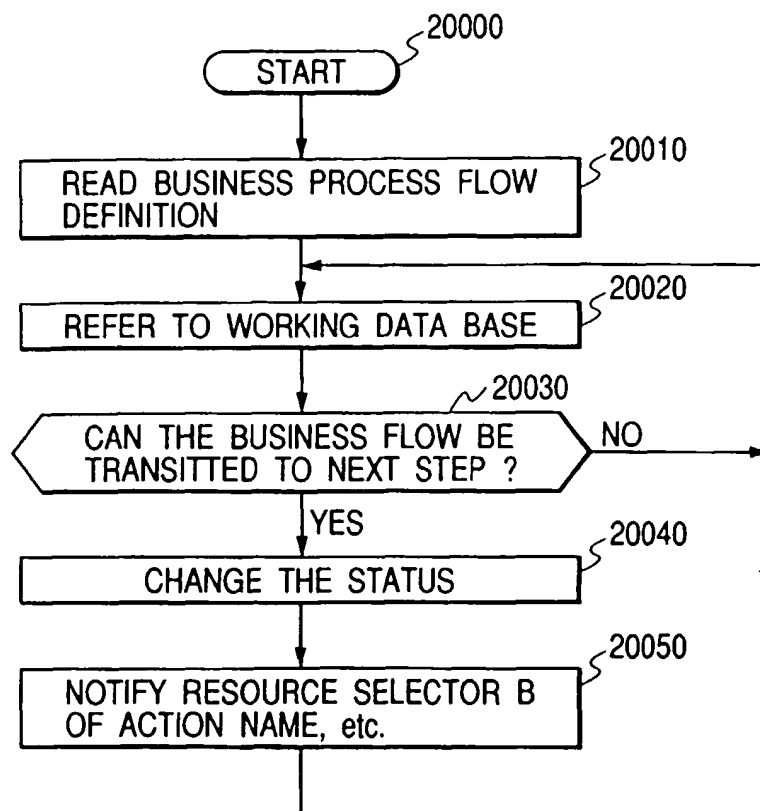 20000
START
20010
READ BUSINESS PROCESS FLOW
DEFINITION
20020
REFER TO WORKING DATA BASE
20030
CAN THE BUSINESS FLOW BE
TRANSITTED TO NEXT STEP ?
NO
YES
20040
CHANGE THE STATUS
20050
NOTIFY RESOURCE SELECTOR B
OF ACTION NAME, etc.